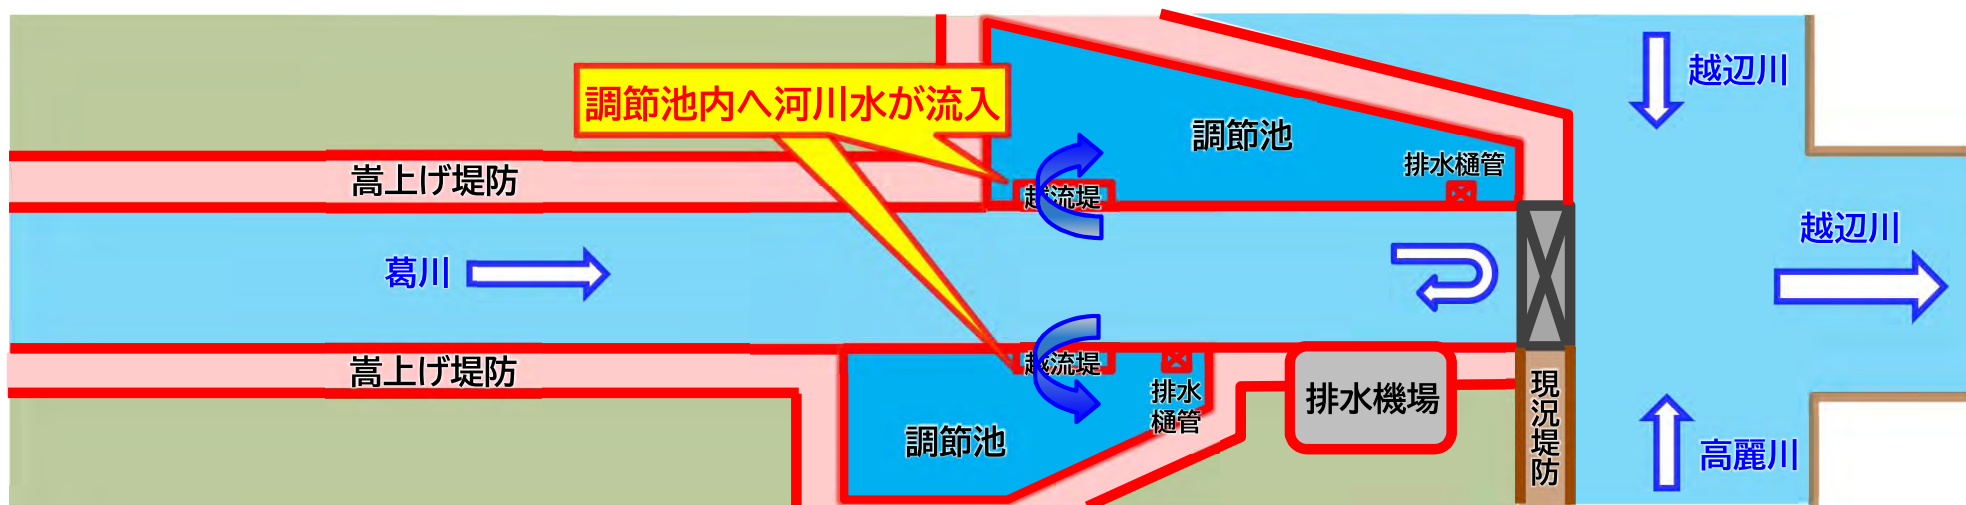 越辺川
調節池内へ河川水が流入
調節池
排水樋管
嵩上げ堤防
越流堤
越辺川
葛川
嵩上げ堤防
越流堤
排水
樋管
排水機場
現況堤防
調節池
高麗川